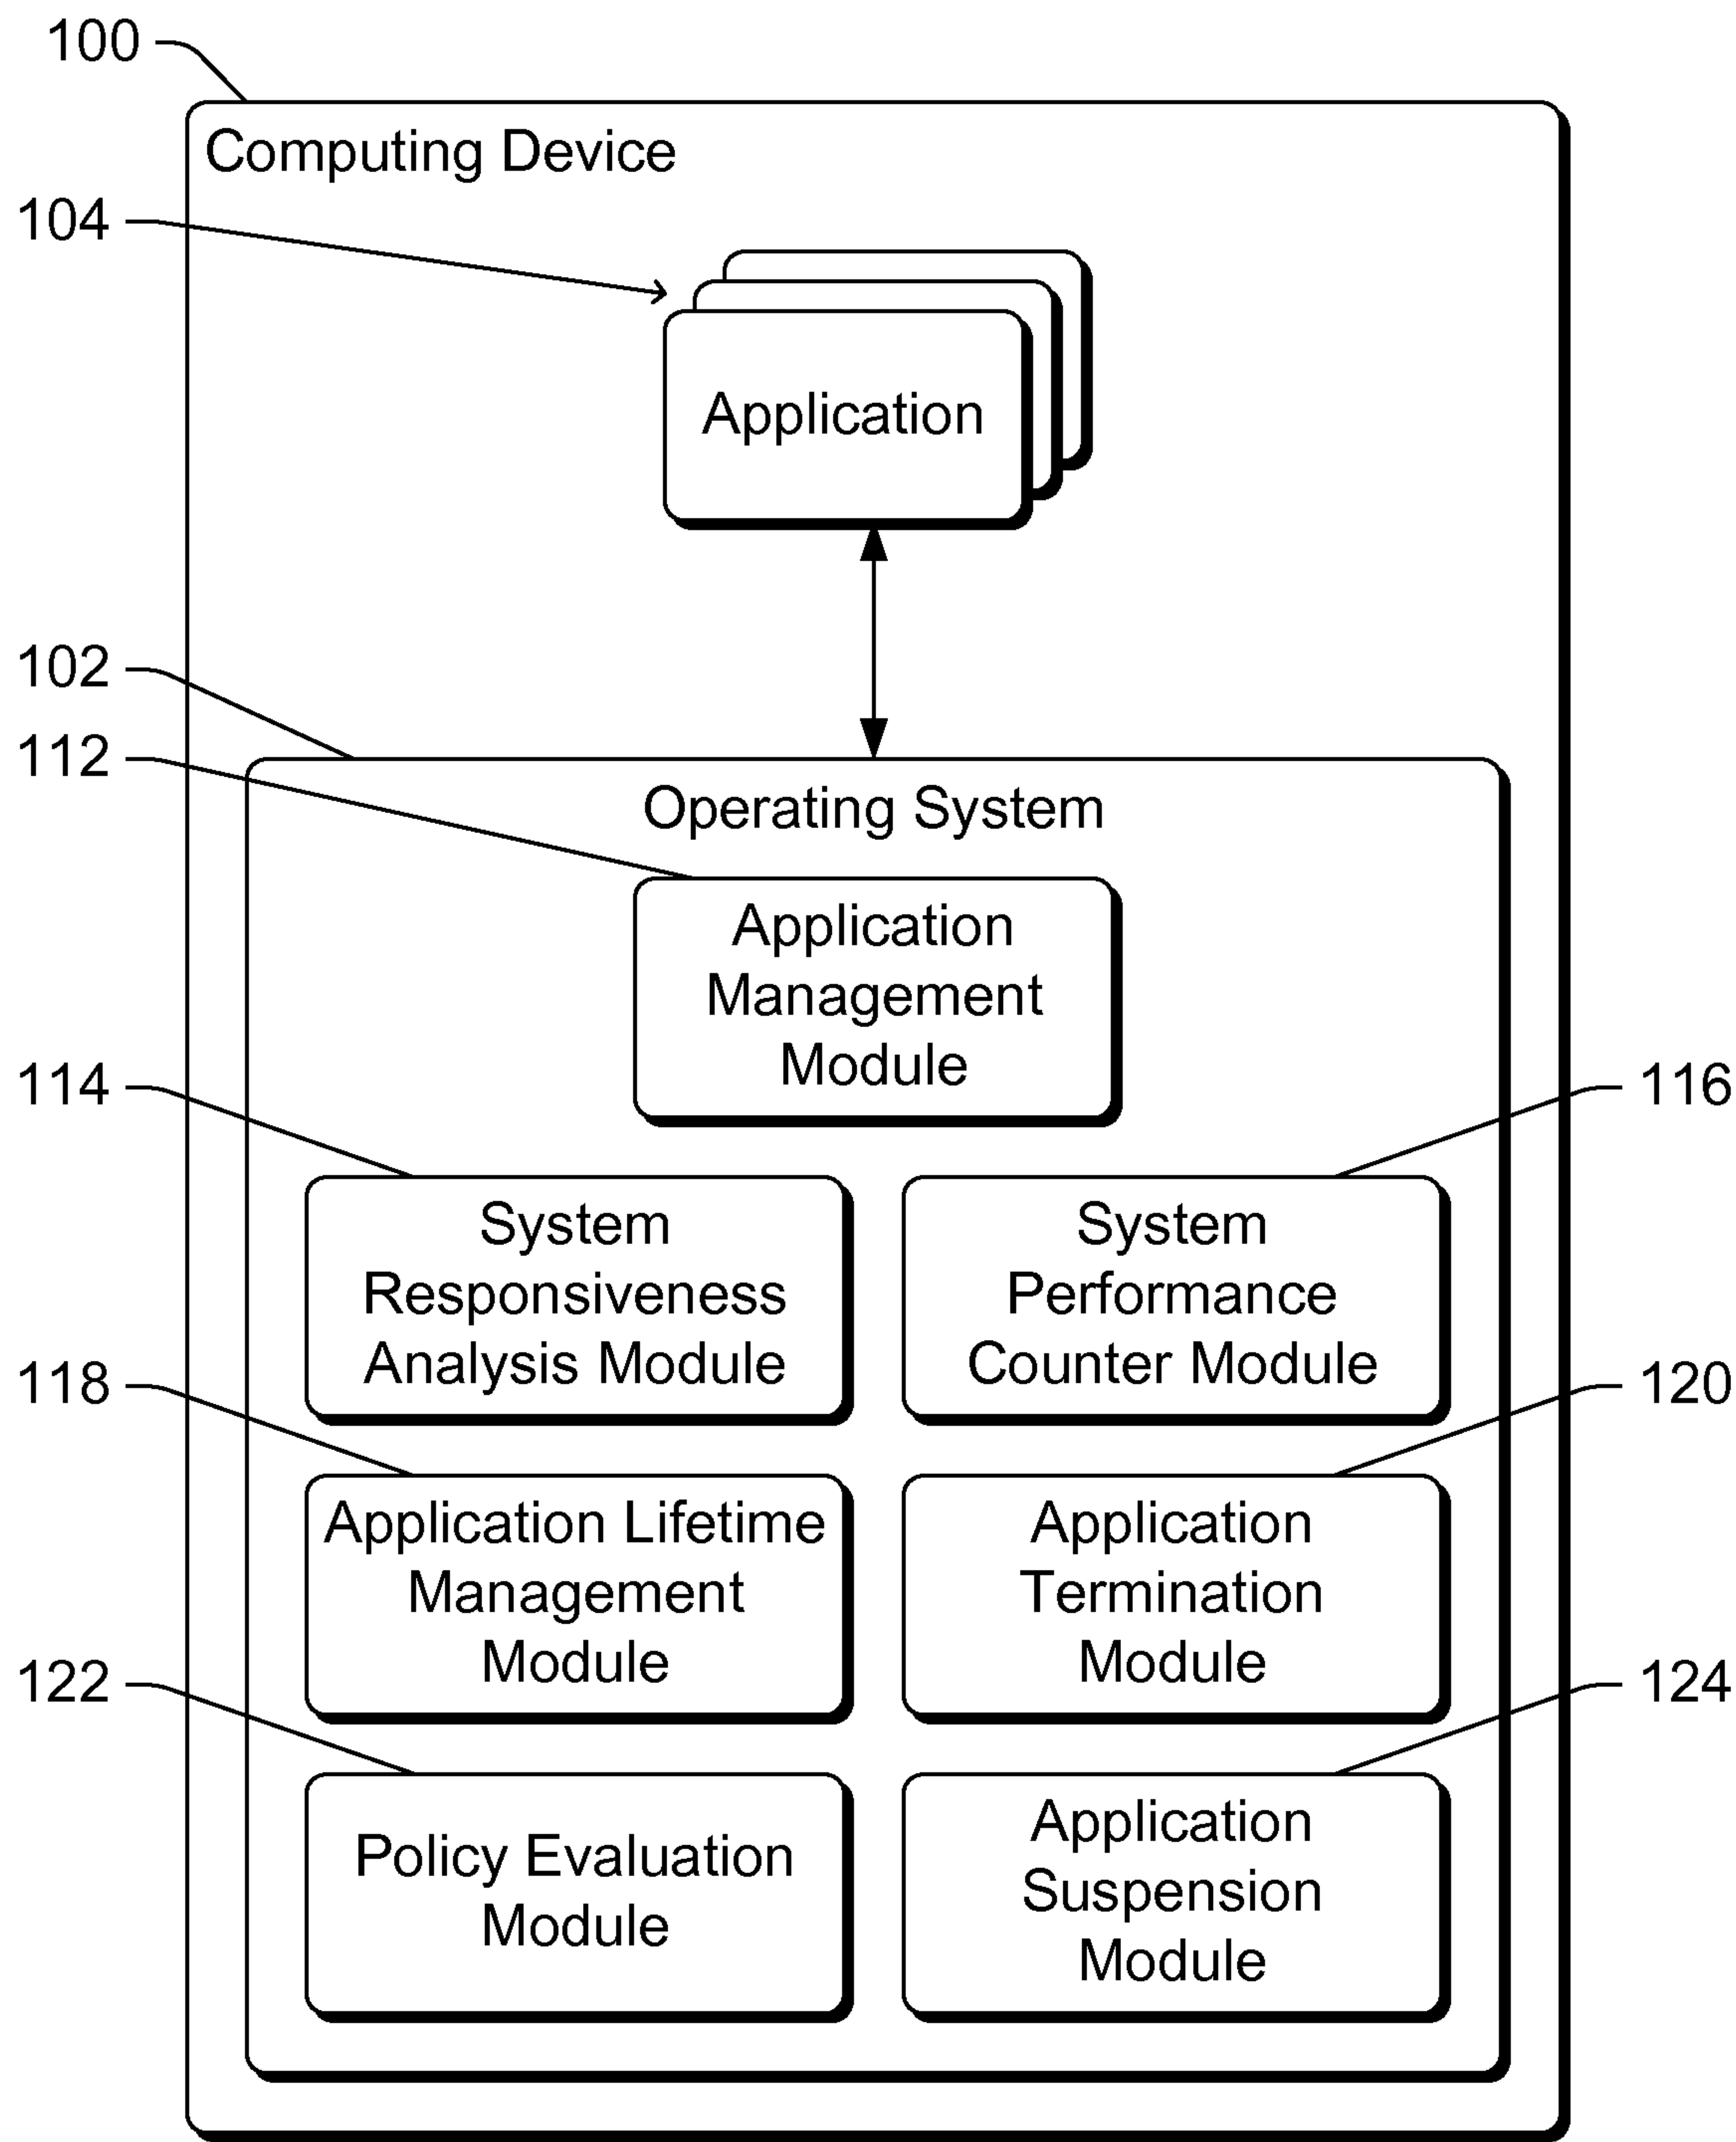 100
Computing Device
104
Application
102
112
Operating System
Application
Management
Module
114
116
System
Responsiveness
Analysis Module
System
Performance
Counter Module
118
120
Application Lifetime
Management
Module
Application
Termination
Module
122
124
Policy Evaluation
Module
Application
Suspension
Module